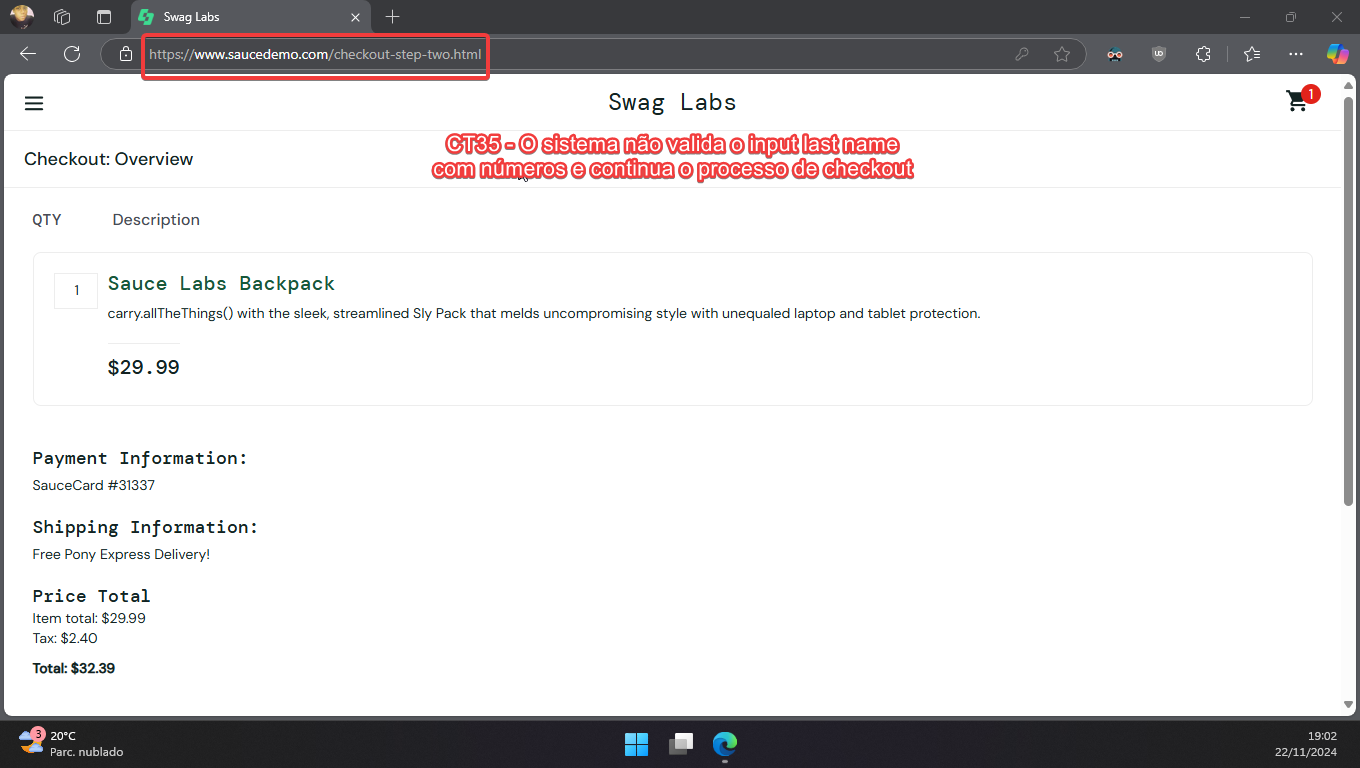 Swag Labs
https://www.saucedemo.com/checkout-step-two.html
UD
Swag Labs
1
Checkout: Overview
CT35 - O sistema não valida o input last name
com números e continua o processo de checkout
QTY Description
1
Sauce Labs Backpack
carry.allTheThings() with the sleek, streamlined Sly Pack that melds uncompromising style with unequaled laptop and tablet protection.
$29.99
Payment Information:
SauceCard #31337
Shipping Information:
Free Pony Express Delivery!
Price Total
Item total: $29.99
Tax: $2.40
Total: $32.39
3
20°C
Parc. nublado
19:02
22/11/2024